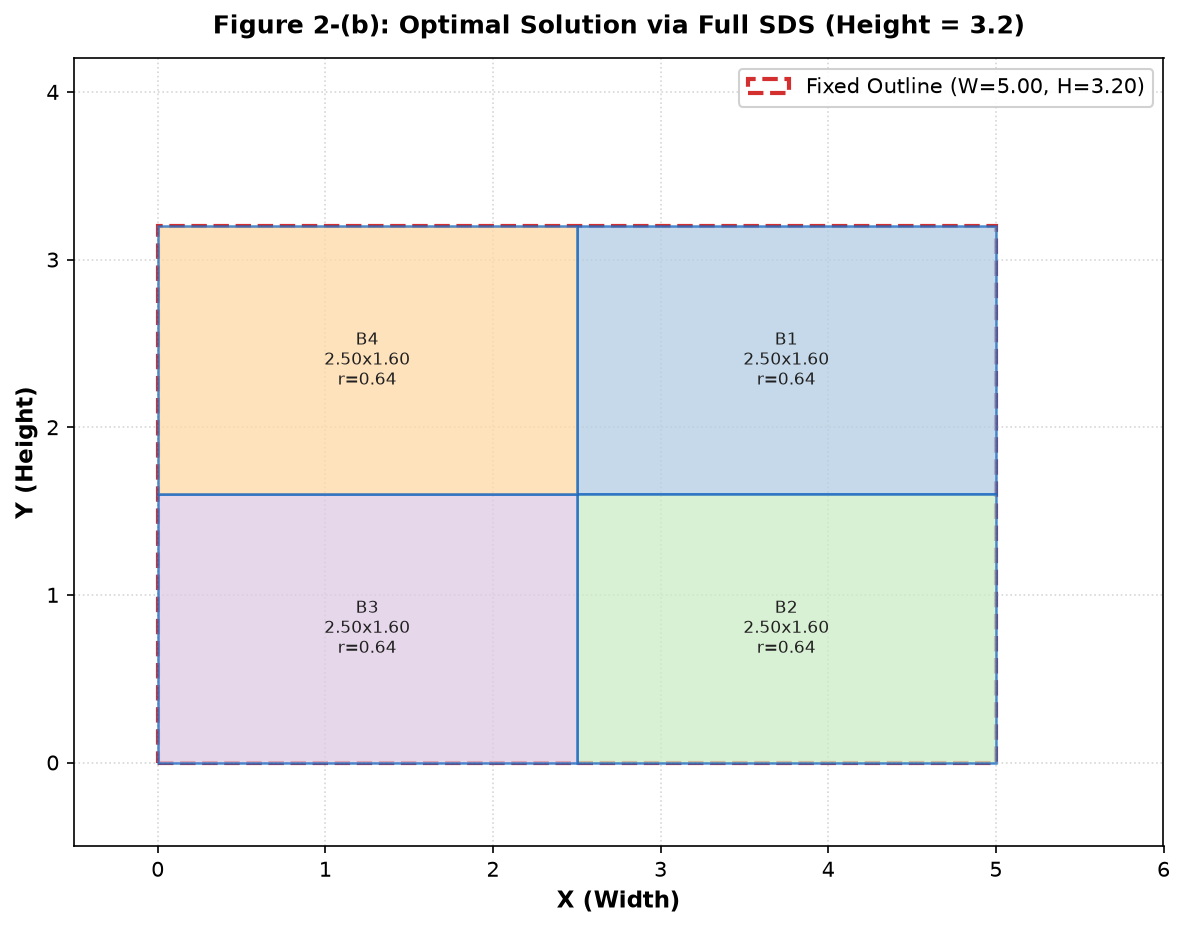 Figure 2-(b): Optimal Solution via Full SDS (Height = 3.2)
Fixed Outline (W=5.00, H=3.20)
Y (Height)
4
3
2
1
0
B4
2.50x1.60
r=0.64
B1
2.50x1.60
r=0.64
B3
2.50x1.60
r=0.64
B2
2.50x1.60
r=0.64
0 1 2 3 4 5 6
X (Width)